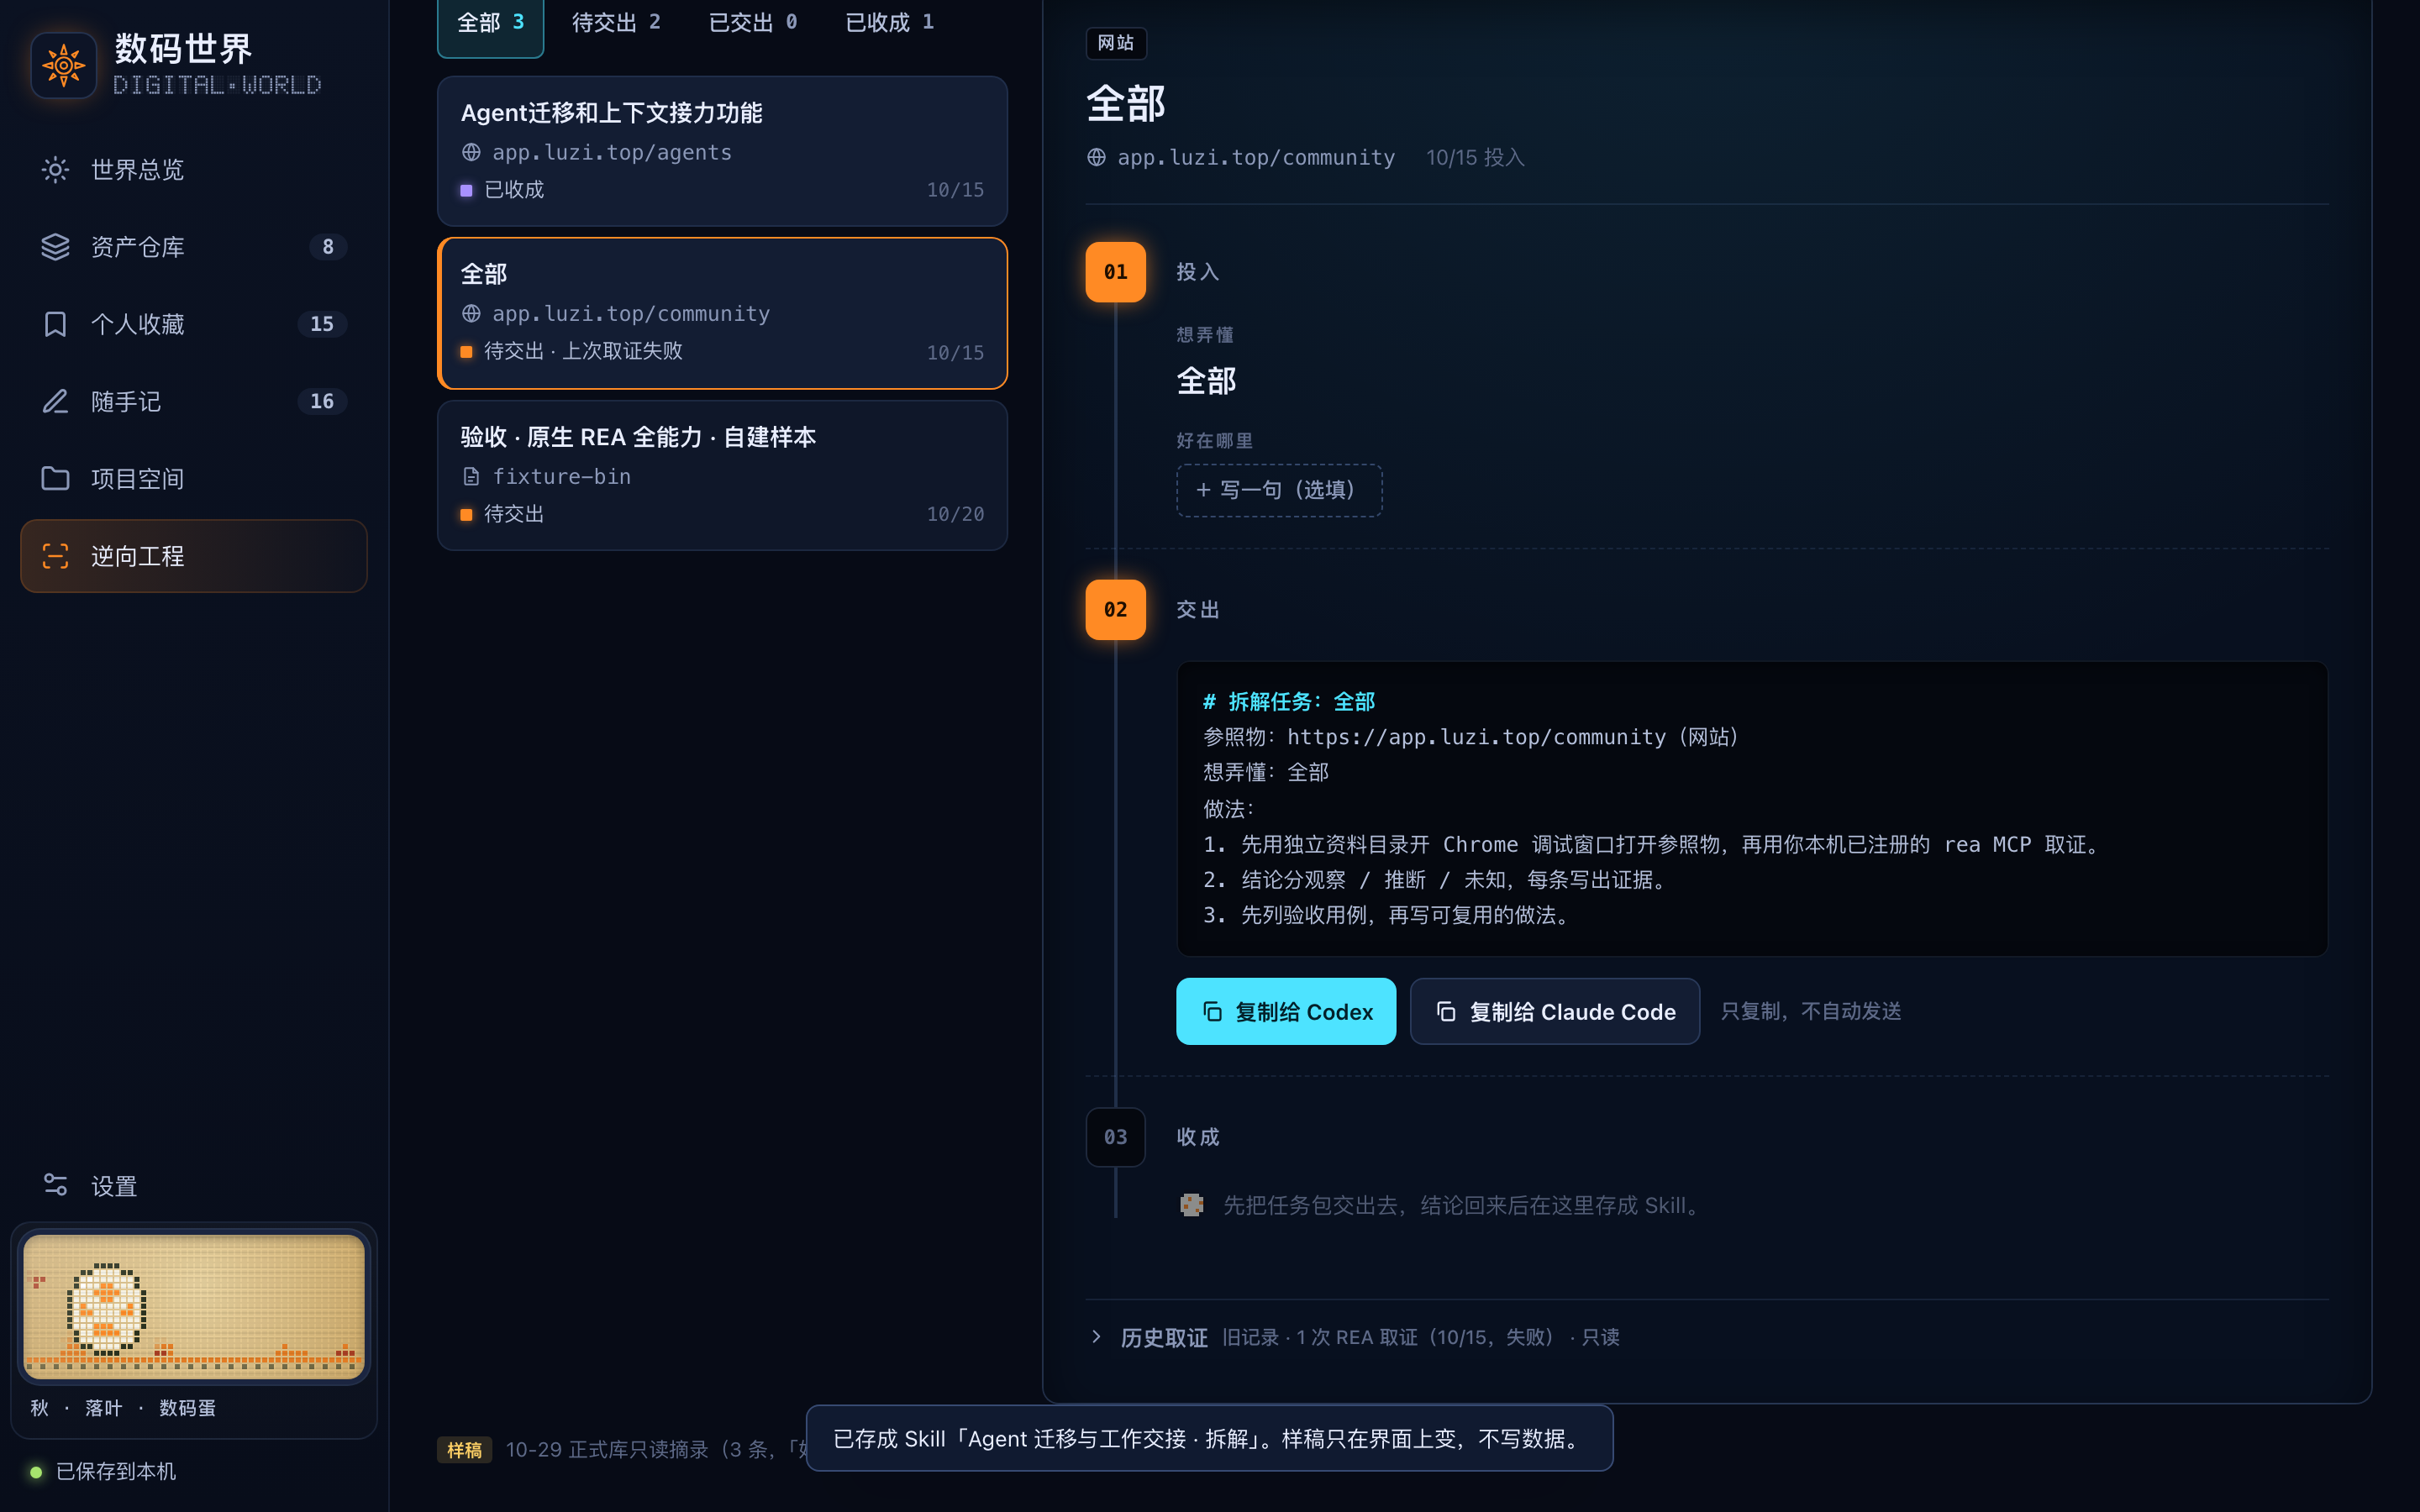 数码世界
DIGITAL·WORLD
世界总览
资产仓库 8
个人收藏 15
随手记 16
项目空间
逆向工程
设置
秋 · 落叶 · 数码蛋
已保存到本机
全部 3 待交出 2 已交出 0 已收成 1
Agent迁移和上下文接力功能
app.luzi.top/agents
已收成 10/15
全部
app.luzi.top/community
待交出 · 上次取证失败 10/15
验收 · 原生 REA 全能力 · 自建样本
fixture-bin
待交出 10/20
样稿 10-29 正式库只读摘录（3 条，「
网站
全部
app.luzi.top/community 10/15 投入
01 投入
想弄懂
全部
好在哪里
+ 写一句（选填）
02 交出
# 拆解任务：全部
参照物：https://app.luzi.top/community（网站）
想弄懂：全部
做法：
1. 先用独立资料目录开 Chrome 调试窗口打开参照物，再用你本机已注册的 rea MCP 取证。
2. 结论分观察 / 推断 / 未知，每条写出证据。
3. 先列验收用例，再写可复用的做法。
复制给 Codex 复制给 Claude Code 只复制，不自动发送
03 收成
先把任务包交出去，结论回来后在这里存成 Skill。
历史取证 旧记录 · 1 次 REA 取证（10/15，失败） · 只读
已存成 Skill「Agent 迁移与工作交接 · 拆解」。样稿只在界面上变，不写数据。